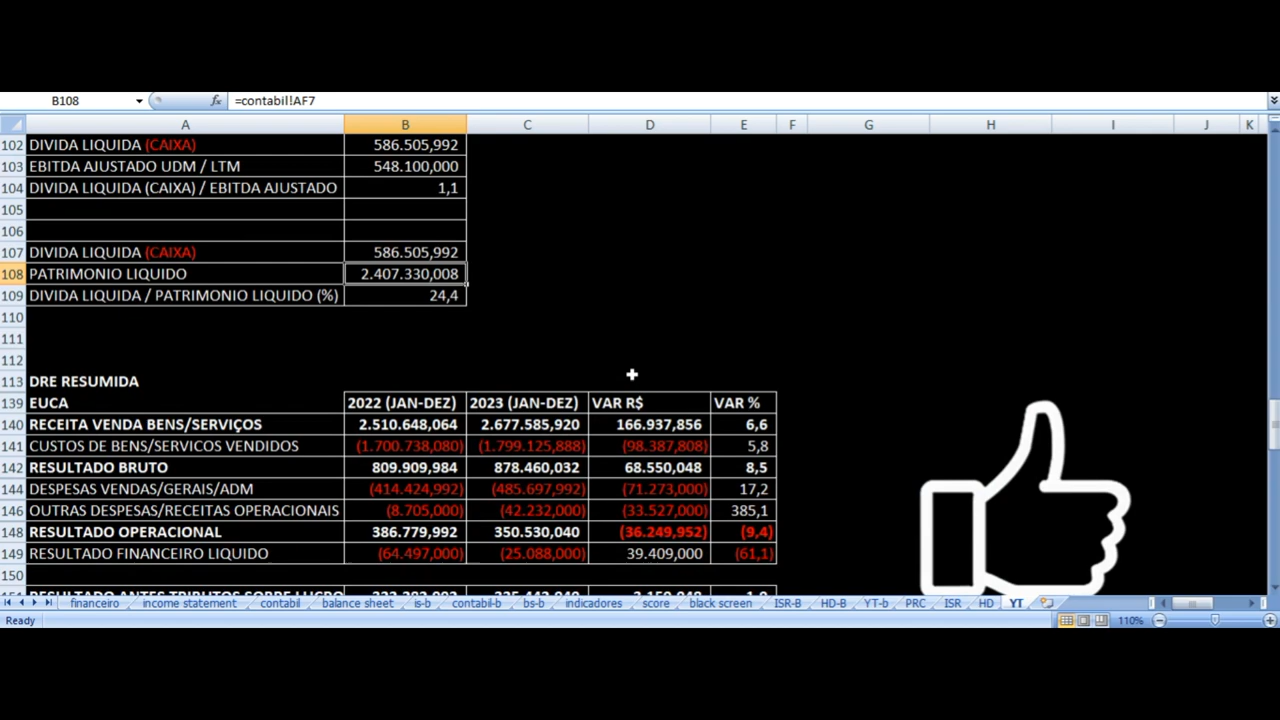 B108 fx =contabil!AF7
A B C D E F G H I J K
102 DIVIDA LIQUIDA (CAIXA) 586.505,992
103 EBITDA AJUSTADO UDM / LTM 548.100,000
104 DIVIDA LIQUIDA (CAIXA) / EBITDA AJUSTADO 1,1
105
106
107 DIVIDA LIQUIDA (CAIXA) 586.505,992
108 PATRIMONIO LIQUIDO 2.407.330,008
109 DIVIDA LIQUIDA / PATRIMONIO LIQUIDO (%) 24,4
110
111
112
113 DRE RESUMIDA
139 EUCA 2022 (JAN-DEZ) 2023 (JAN-DEZ) VAR R$ VAR %
140 RECEITA VENDA BENS/SERVIÇOS 2.510.648,064 2.677.585,920 166.937,856 6,6
141 CUSTOS DE BENS/SERVICOS VENDIDOS (1.700.738,080) (1.799.125,888) (98.387,808) 5,8
142 RESULTADO BRUTO 809.909,984 878.460,032 68.550,048 8,5
144 DESPESAS VENDAS/GERAIS/ADM (414.424,992) (485.697,992) (71.273,000) 17,2
146 OUTRAS DESPESAS/RECEITAS OPERACIONAIS (8.705,000) (42.232,000) (33.527,000) 385,1
148 RESULTADO OPERACIONAL 386.779,992 350.530,040 (36.249,952) (9,4)
149 RESULTADO FINANCEIRO LIQUIDO (64.497,000) (25.088,000) 39.409,000 (61,1)
150
financeiro income statement contabil balance sheet is-b contabil-b bs-b indicadores score black screen ISR-B HD-B YT-b PRC ISR HD YT
Ready 110%